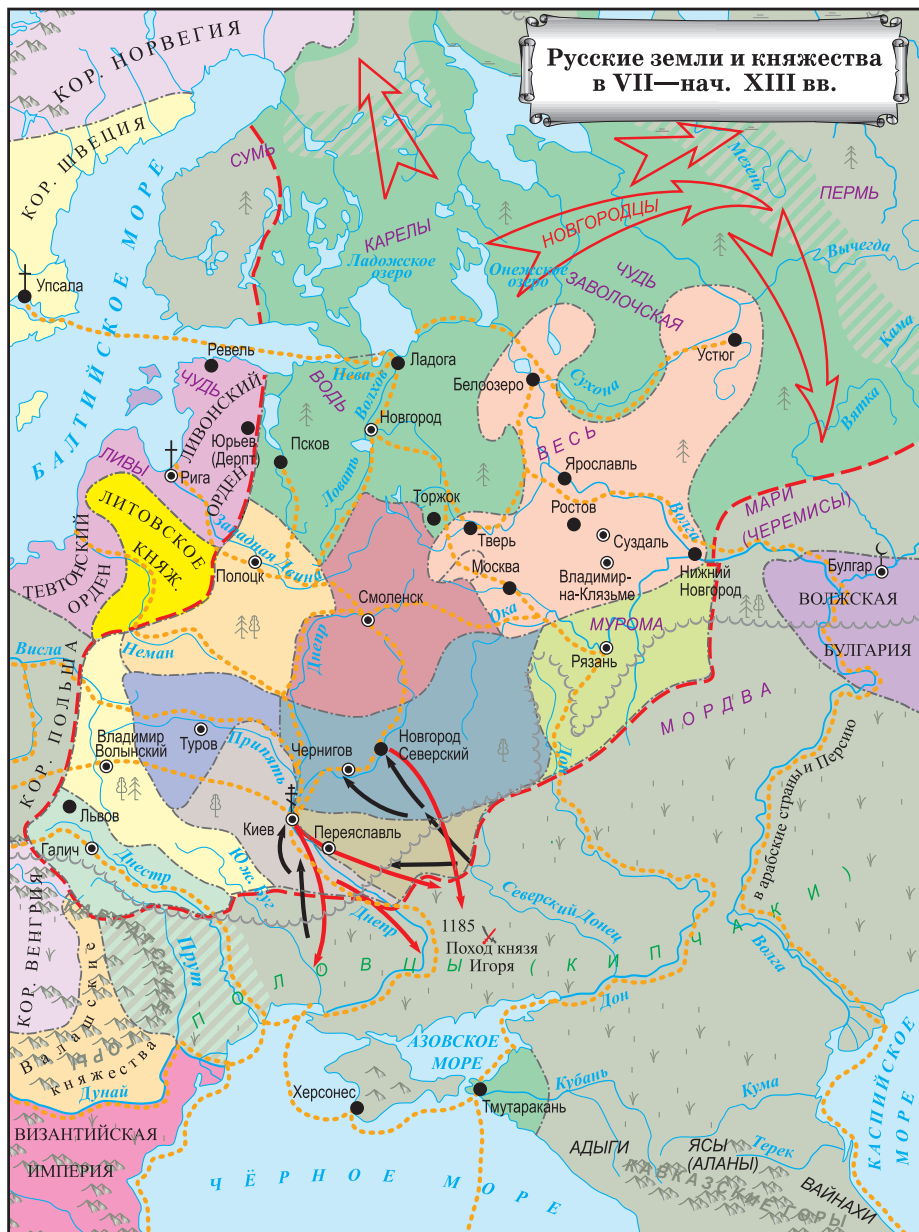 Русские земли и княжества
в VII—нач. XIII вв.
КОР. НОРВЕГИЯ
КОР. ШВЕЦИЯ
БАЛТИЙСКОЕ МОРЕ
СУМЬ
КАРЕЛЫ
Ладожское
озеро
Онежское
озеро
НОВГОРОДЦЫ
Мезень
ПЕРМЬ
Вычегда
ЧУДЬ
ЗАВОЛОЧСКАЯ
Кама
Упсала
Ревель
ЧУДЬ
ЛИВОНСКИЙ
ОРДЕН
ВОДЬ
Нева
Волхов
Ладога
Белоозеро
Сухона
Устюг
Вятка
Новгород
Юрьев
(Дерпт)
Псков
ЛИВЫ
Рига
Ловать
ВЕСЬ
Ярославль
Ростов
Волга
МАРИ
(ЧЕРЕМИСЫ)
Торжок
Тверь
Суздаль
Москва
Владимир-
на-Клязьме
Нижний
Новгород
Булгар
ВОЛЖСКАЯ
БУЛГАРИЯ
ЛИТОВСКОЕ
КНЯЖ.
ТЕВТОНСКИЙ
ОРДЕН
Западная Двина
Полоцк
Смоленск
Днепр
Ока
МУРОМА
Рязань
МОРДВА
Висла
Неман
КОР. ПОЛЬША
Владимир
Волынский
Туров
Припять
Чернигов
Новгород
Северский
Дон
Львов
Галич
Киев
Переяславль
Днестр
Юж. Буг
Днепр
Северский Донец
в арабские страны и Персию
1185
Поход князя
Игоря
ПОЛОВЦЫ (КИПЧАКИ)
Волга
Дон
КОР. ВЕНГРИЯ
КАРПАТСКИЕ ГОРЫ
Прут
Валашские
княжества
Дунай
АЗОВСКОЕ
МОРЕ
Херсонес
Тмутаракань
Кубань
Кума
Терек
АДЫГИ
ЯСЫ
(АЛАНЫ)
ВАЙНАХИ
КАВКАЗСКИЕ ГОРЫ
КАСПИЙСКОЕ
МОРЕ
ВИЗАНТИЙСКАЯ
ИМПЕРИЯ
ЧЁРНОЕ МОРЕ